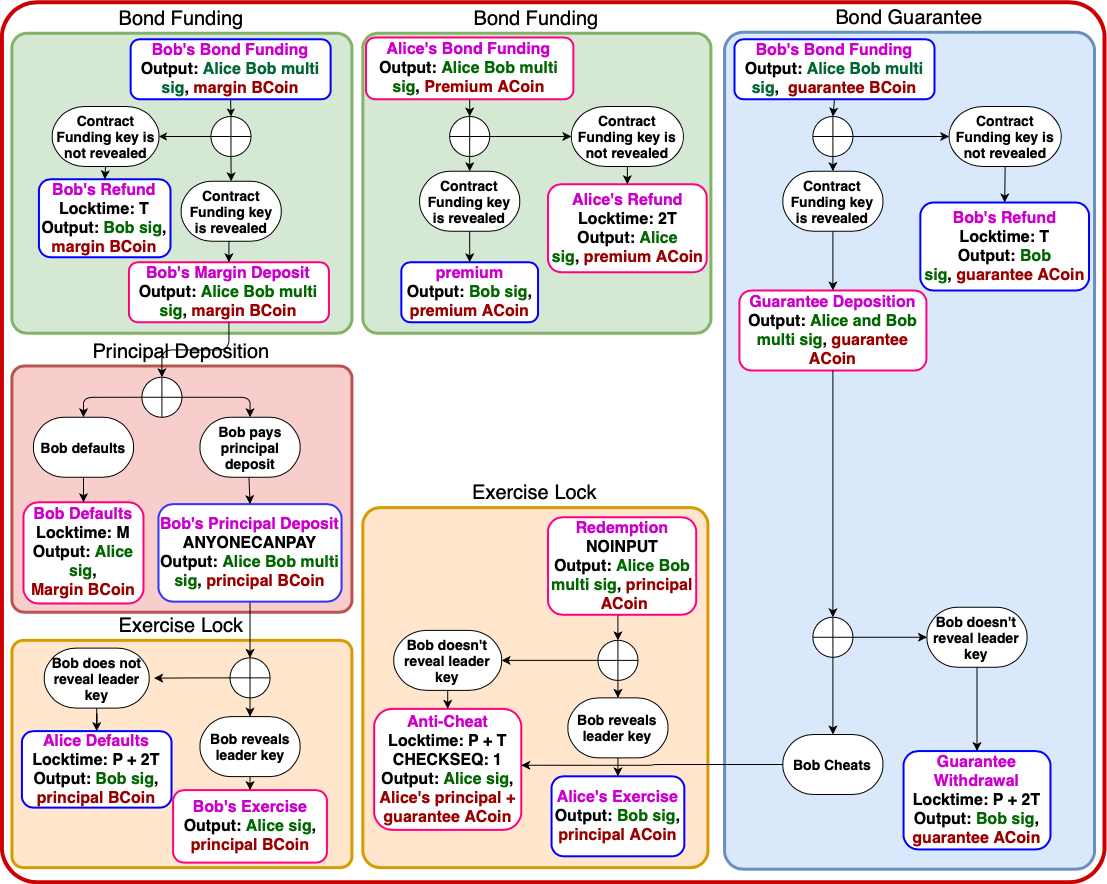 Bond Funding
Bob's Bond Funding
Output: Alice Bob multi
sig, margin BCoin
Contract
Funding key is
not revealed
Bob's Refund
Locktime: T
Output: Bob sig,
margin BCoin
Contract
Funding key
is revealed
Bob's Margin Deposit
Output: Alice Bob multi
sig, margin BCoin
Bond Funding
Alice's Bond Funding
Output: Alice Bob multi
sig, Premium ACoin
Contract
Funding key is
not revealed
Contract
Funding key
is revealed
Alice's Refund
Locktime: 2T
Output: Alice
sig, premium ACoin
premium
Output: Bob sig,
premium ACoin
Bond Guarantee
Bob's Bond Funding
Output: Alice Bob multi
sig, guarantee BCoin
Contract
Funding key is
not revealed
Contract
Funding key
is revealed
Bob's Refund
Locktime: T
Output: Bob
sig, guarantee ACoin
Guarantee Deposition
Output: Alice and Bob
multi sig, guarantee
ACoin
Principal Deposition
Bob defaults
Bob pays
principal
deposit
Bob Defaults
Locktime: M
Output: Alice
sig,
Margin BCoin
Bob's Principal Deposit
ANYONECANPAY
Output: Alice Bob multi
sig, principal BCoin
Exercise Lock
Bob does not
reveal leader
key
Bob reveals
leader key
Alice Defaults
Locktime: P + 2T
Output: Bob sig,
principal BCoin
Bob's Exercise
Output: Alice sig,
principal BCoin
Exercise Lock
Redemption
NOINPUT
Output: Alice Bob
multi sig, principal
ACoin
Bob doesn't
reveal leader
key
Bob reveals
leader key
Anti-Cheat
Locktime: P + T
CHECKSEQ: 1
Output: Alice sig,
Alice's principal +
guarantee ACoin
Alice's Exercise
Output: Bob sig,
principal ACoin
Bob doesn't
reveal leader
key
Bob Cheats
Guarantee
Withdrawal
Locktime: P + 2T
Output: Bob sig,
guarantee ACoin